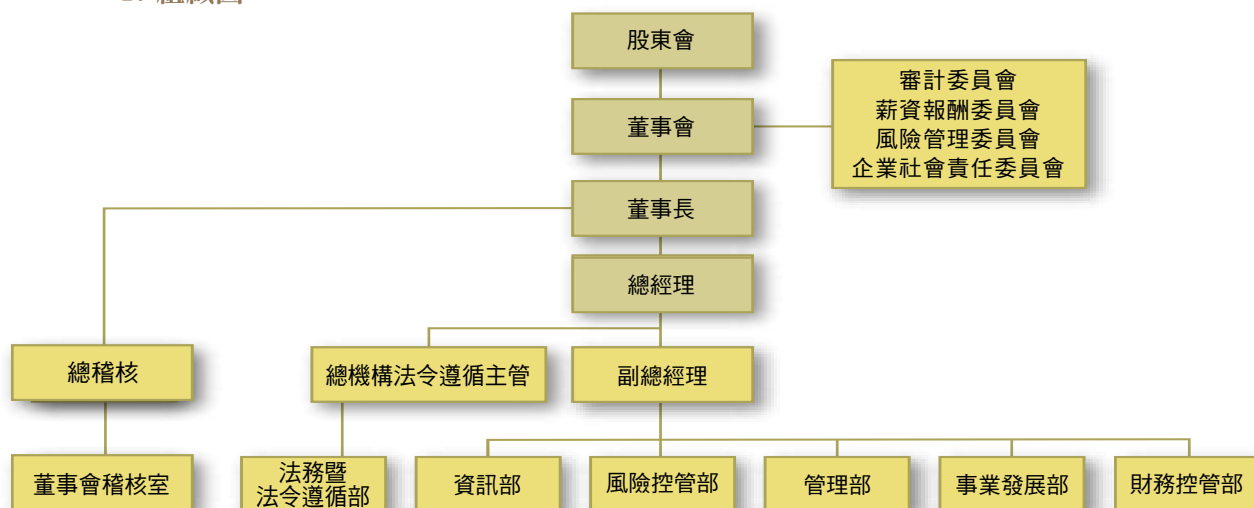 股東會
審計委員會
薪資報酬委員會
風險管理委員會
企業社會責任委員會
董事會
董事長
總經理
總稽核
總機構法令遵循主管
副總經理
董事會稽核室
法務暨
法令遵循部
資訊部
風險控管部
管理部
事業發展部
財務控管部